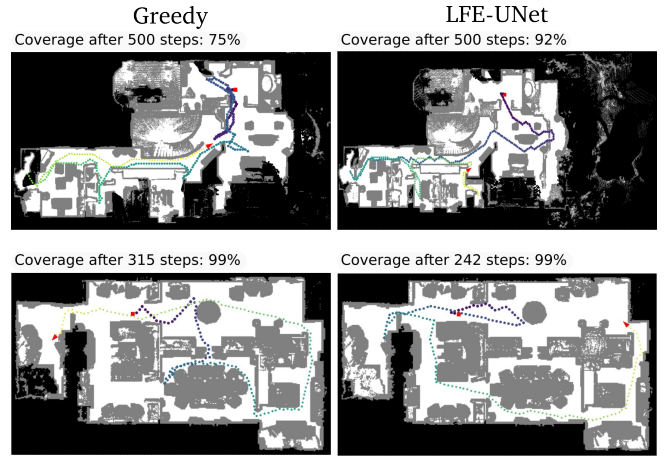 Greedy
LFE-UNet
Coverage after 500 steps: 75%
Coverage after 500 steps: 92%
Coverage after 315 steps: 99%
Coverage after 242 steps: 99%